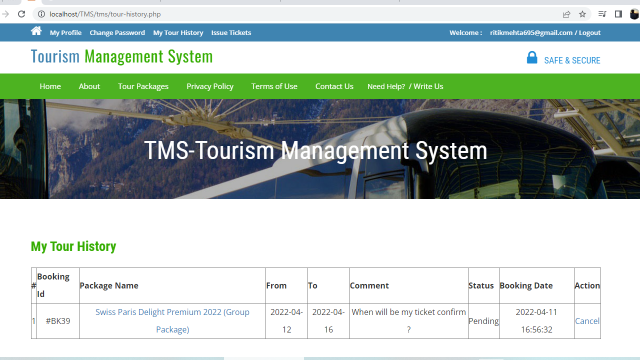 localhost/TMS/tms/tour-history.php
My Profile Change Password My Tour History Issue Tickets Welcome : ritikmehta695@gmail.com / Logout
Tourism Management System SAFE & SECURE
Home About Tour Packages Privacy Policy Terms of Use Contact Us Need Help? / Write Us
TMS-Tourism Management System
My Tour History
# Booking Id Package Name From To Comment Status Booking Date Action
1 #BK39 Swiss Paris Delight Premium 2022 (Group Package) 2022-04-12 2022-04-16 When will be my ticket confirm ? Pending 2022-04-11 16:56:32 Cancel